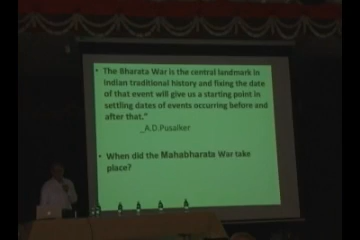 • The Bharata War is the central landmark in
indian traditional history and fixing the date
of that event will give us a starting point in
settling dates of events occurring before and
after that."
_A.D.Pusalker
• When did the Mahabharata War take
place?